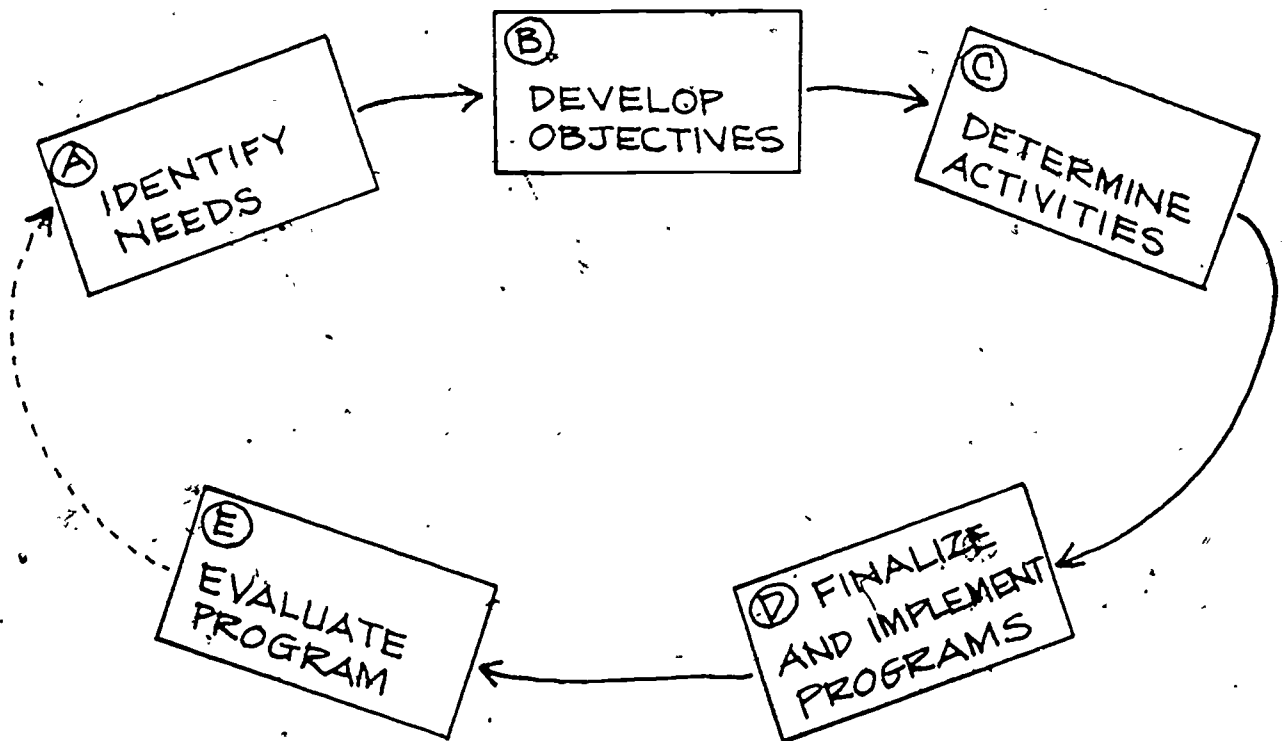 A
IDENTIFY
NEEDS
B
DEVELOP
OBJECTIVES
C
DETERMINE
ACTIVITIES
D FINALIZE
AND IMPLEMENT
PROGRAMS
E
EVALUATE
PROGRAM